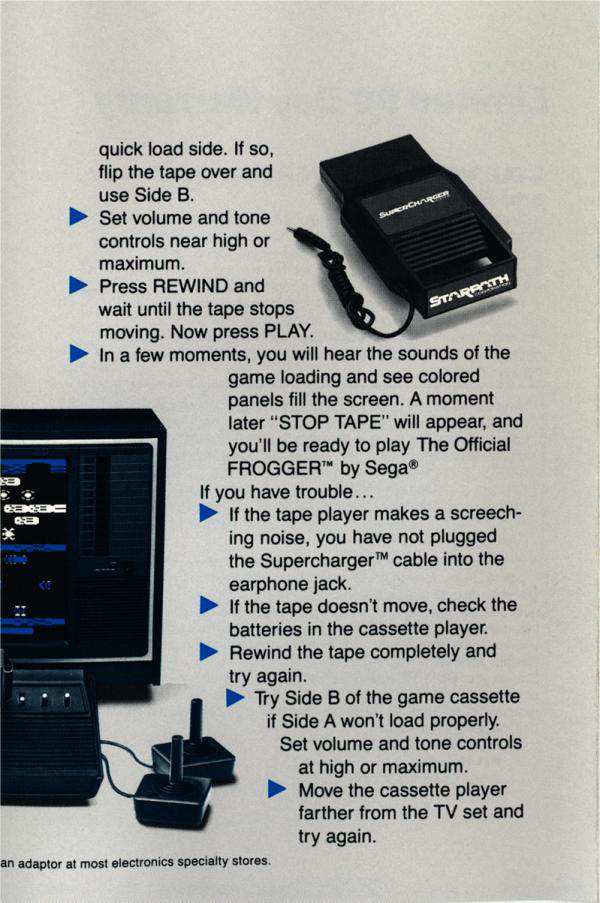 quick load side. If so,
flip the tape over and
use Side B.
Set volume and tone
controls near high or
maximum.
Press REWIND and
wait until the tape stops
moving. Now press PLAY.
In a few moments, you will hear the sounds of the
game loading and see colored
panels fill the screen. A moment
later “STOP TAPE” will appear, and
you'll be ready to play The Official
FROGGER™ by Sega®
If you have trouble...
If the tape player makes a screech-
ing noise, you have not plugged
the Supercharger™ cable into the
earphone jack.
If the tape doesn't move, check the
batteries in the cassette player.
Rewind the tape completely and
try again.
Try Side B of the game cassette
if Side A won't load properly.
Set volume and tone controls
at high or maximum.
Move the cassette player
farther from the TV set and
try again.
an adaptor at most electronics specialty stores.
SUPERCHARGER
STARPATH
CORPORATION